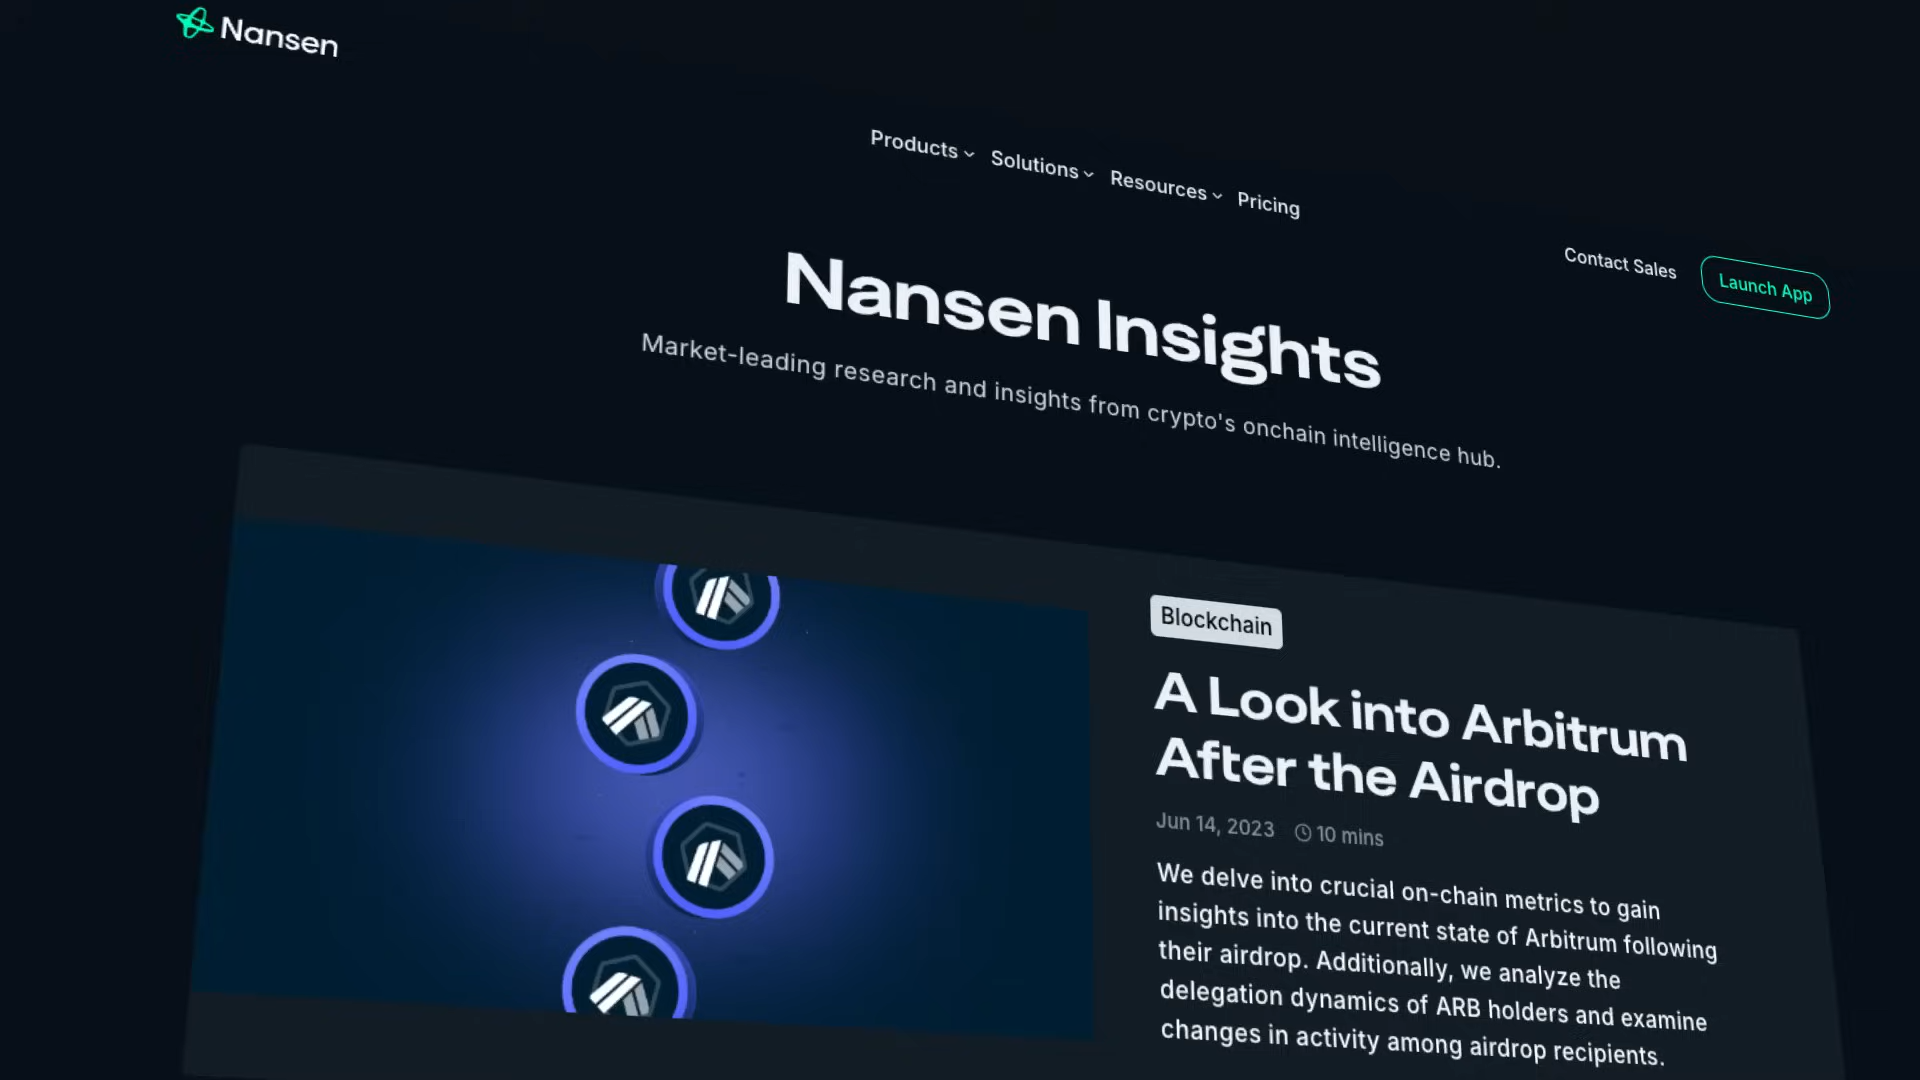 Nansen
Products
Solutions
Resources
Pricing
Contact Sales
Launch App
Nansen Insights
Market-leading research and insights from crypto's onchain intelligence hub.
Blockchain
A Look into Arbitrum
After the Airdrop
Jun 14, 2023 10 mins
We delve into crucial on-chain metrics to gain
insights into the current state of Arbitrum following
their airdrop. Additionally, we analyze the
delegation dynamics of ARB holders and examine
changes in activity among airdrop recipients.